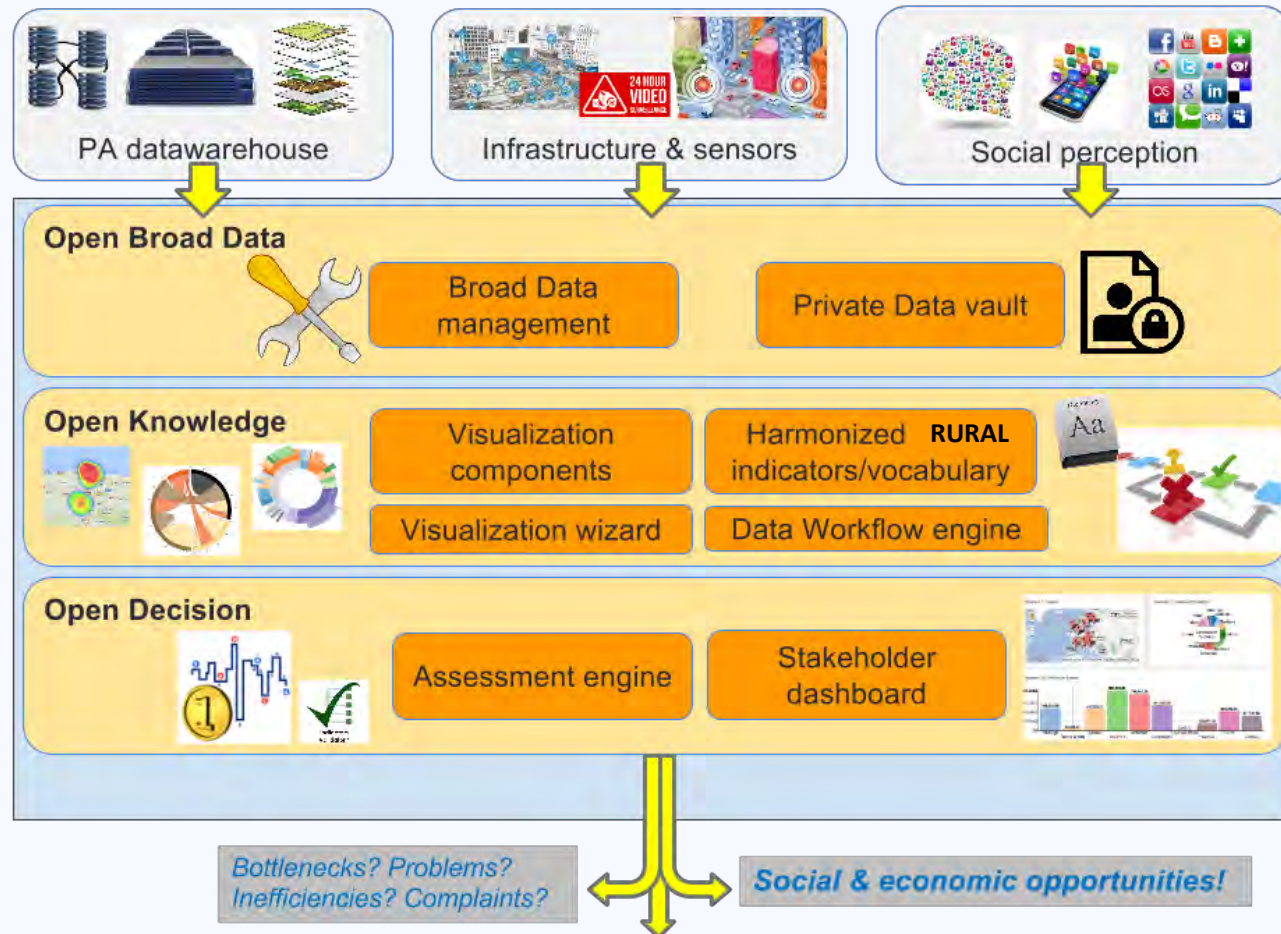 24 HOUR
VIDEO
SURVEILLANCE
PA datawarehouse
Infrastructure & sensors
Social perception
Open Broad Data
Broad Data
management
Private Data vault
Open Knowledge
Visualization
components
Harmonized RURAL
indicators/vocabulary
Aa
Visualization wizard
Data Workflow engine
Open Decision
Assessment engine
Stakeholder
dashboard
Bottlenecks? Problems?
Inefficiencies? Complaints?
Social & economic opportunities!